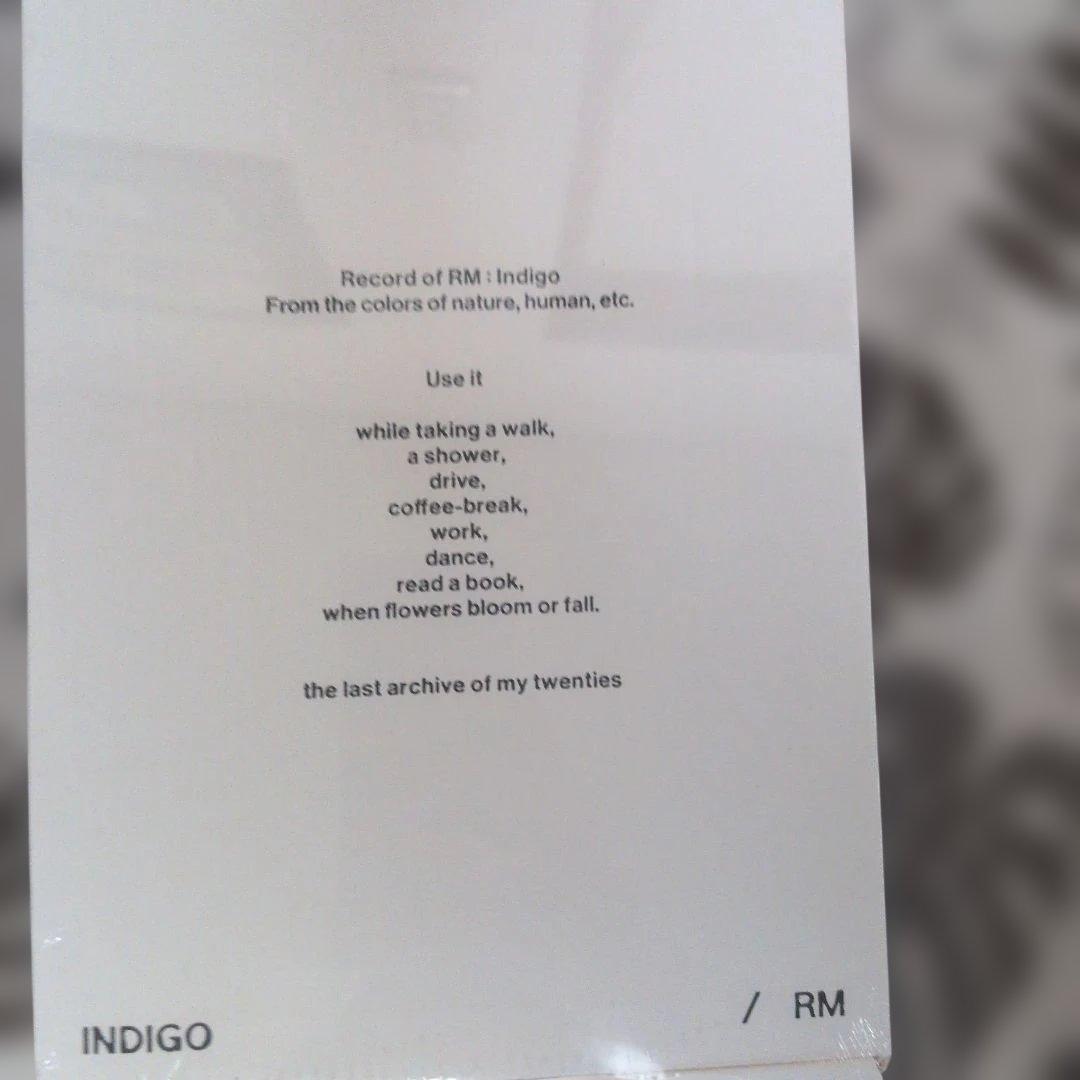 Record of RM : Indigo
From the colors of nature, human, etc.
Use it
while taking a walk,
a shower,
drive,
coffee-break,
work,
dance,
read a book,
when flowers bloom or fall.
the last archive of my twenties
INDIGO / RM